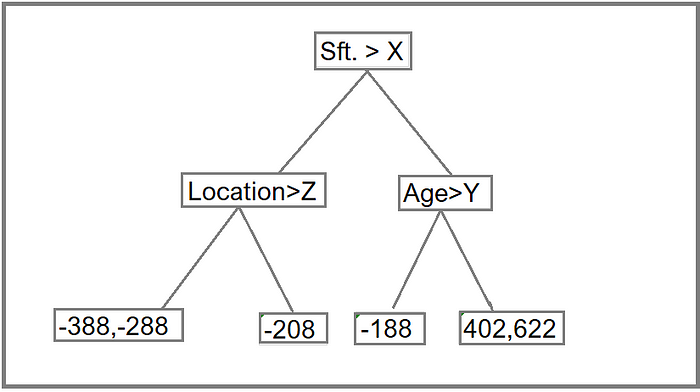 Sft. > X
Location>Z
Age>Y
-388,-288
-208
-188
402,622